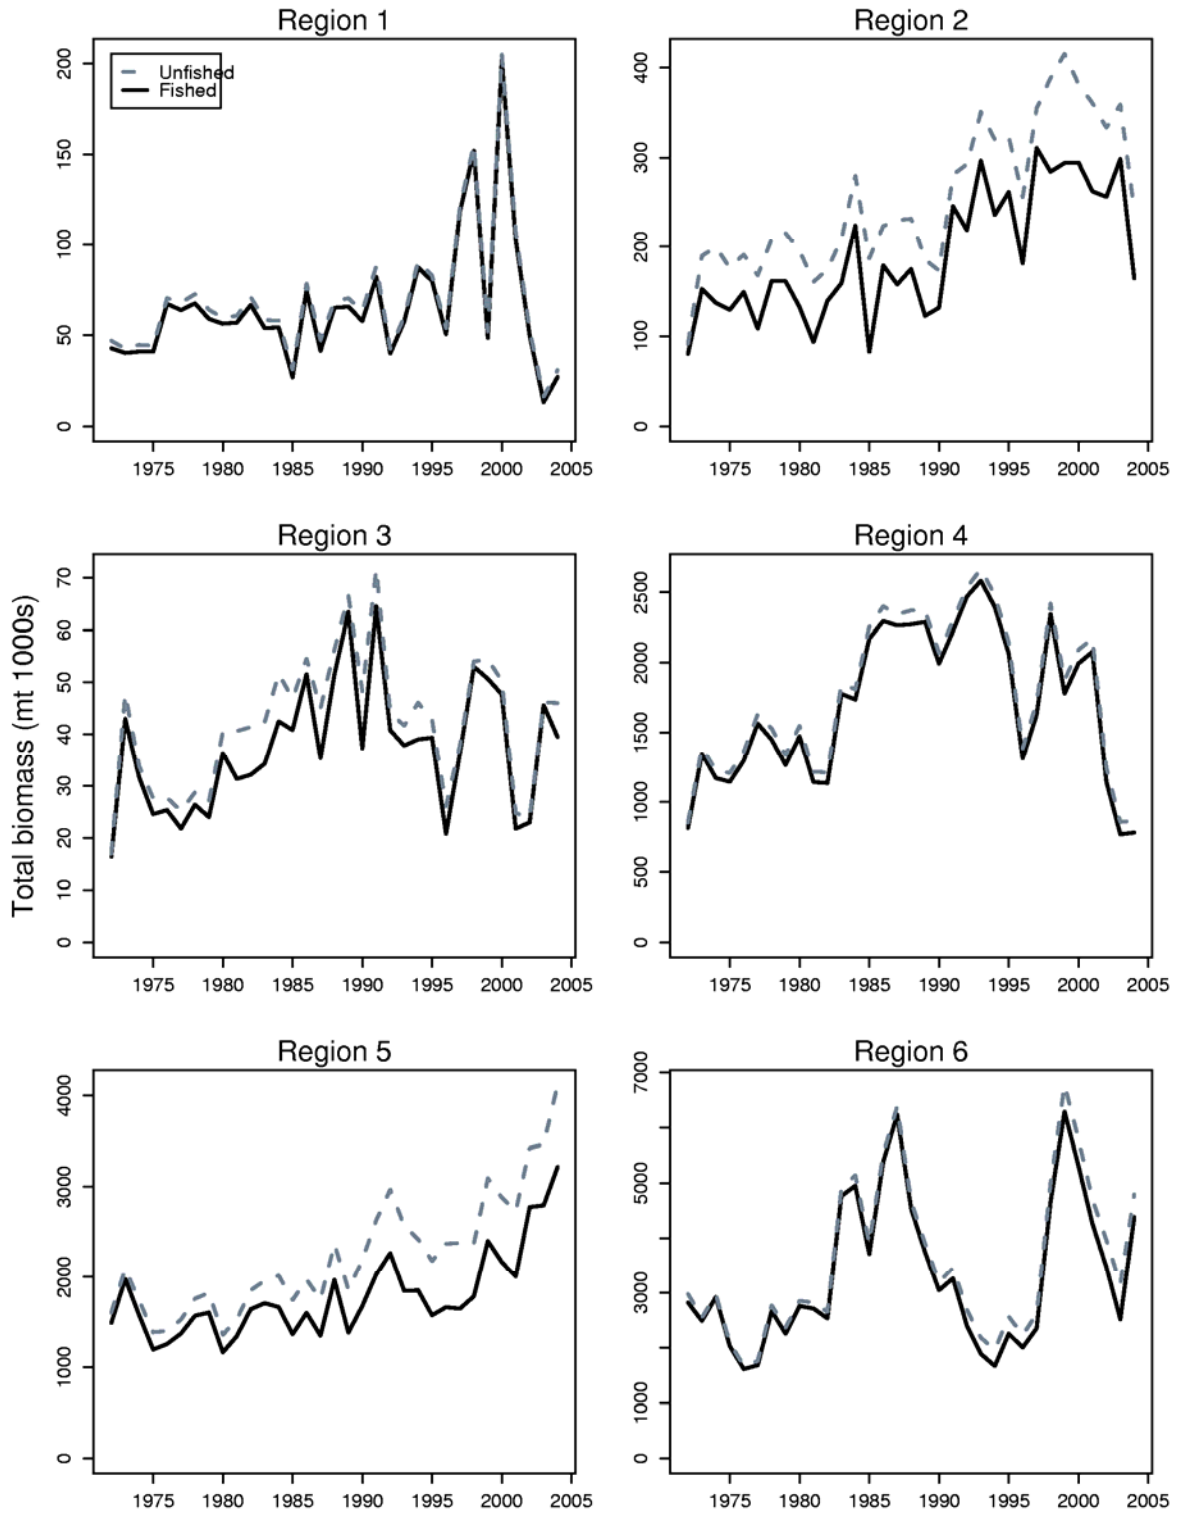 Region 1
Unfished
Fished
0 50 100 150 200
1975 1980 1985 1990 1995 2000 2005
Region 2
0 100 200 300 400
1975 1980 1985 1990 1995 2000 2005
Total biomass (mt 1000s)
Region 3
0 10 20 30 40 50 60 70
1975 1980 1985 1990 1995 2000 2005
Region 4
0 500 1000 1500 2000 2500
1975 1980 1985 1990 1995 2000 2005
Region 5
0 1000 2000 3000 4000
1975 1980 1985 1990 1995 2000 2005
Region 6
0 1000 3000 5000 7000
1975 1980 1985 1990 1995 2000 2005